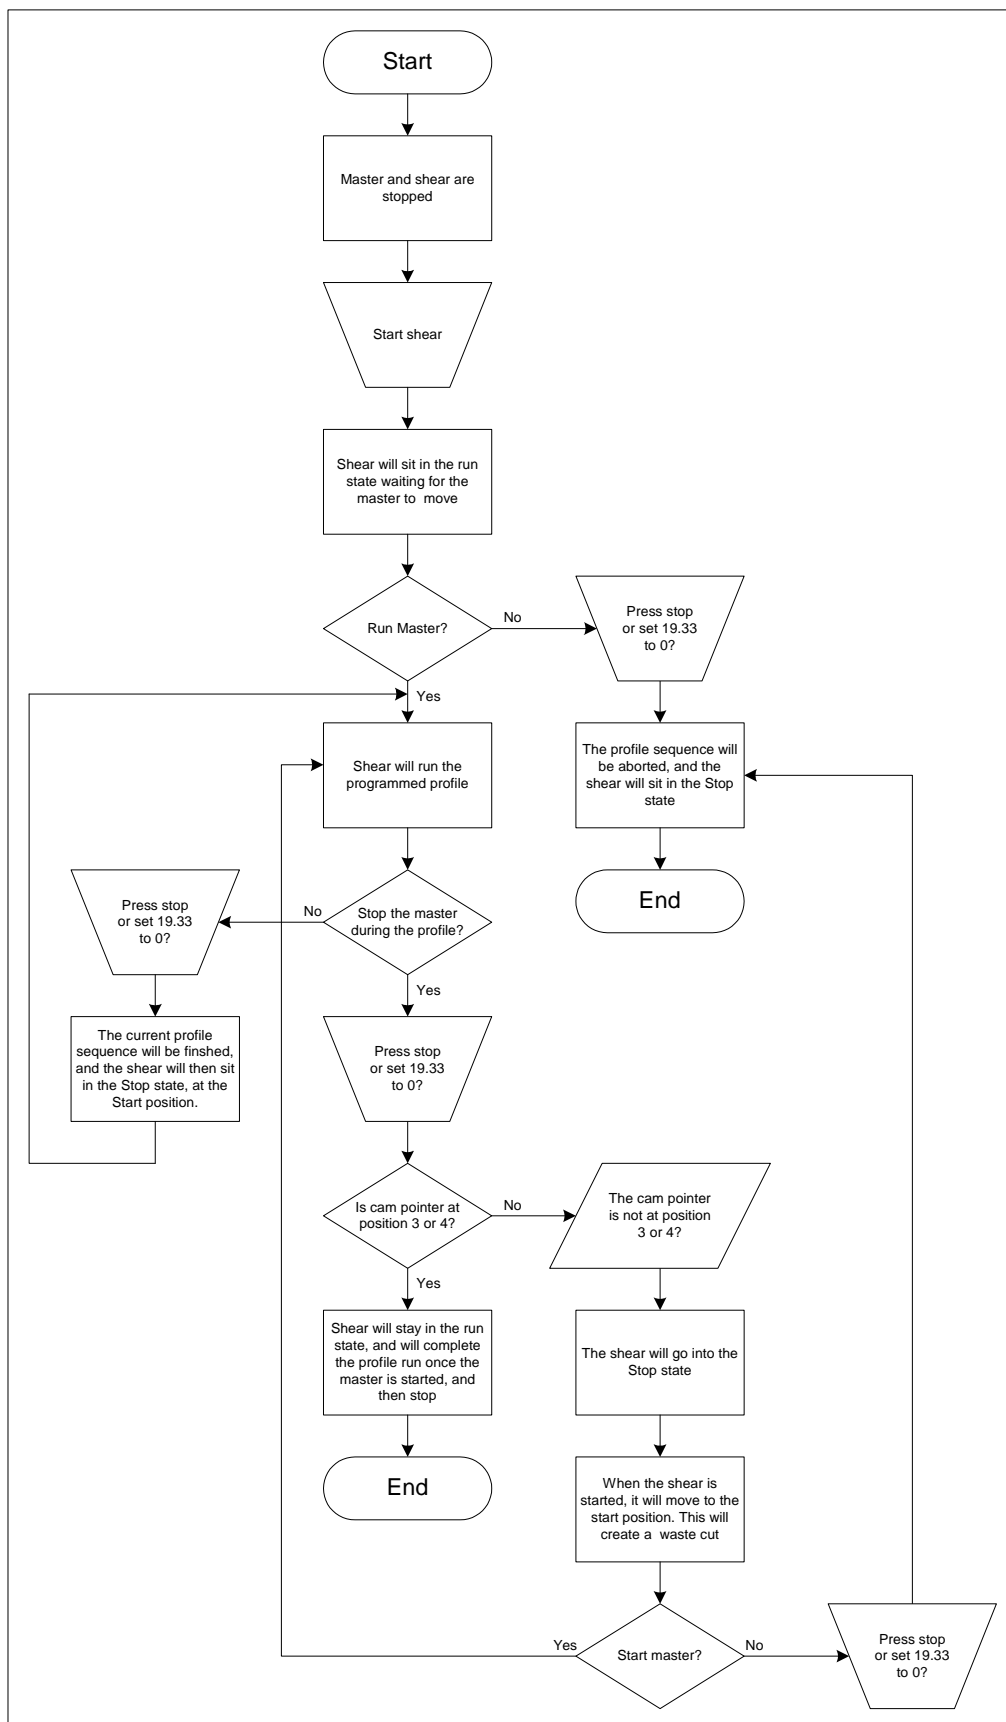 Start
Master and shear are
stopped
Start shear
Shear will sit in the run
state waiting for the
master to  move
Run Master?
No
Press stop
or set 19.33
to 0?
Yes
Shear will run the
programmed profile
The profile sequence will
be aborted, and the
shear will sit in the Stop
state
End
Press stop
or set 19.33
to 0?
No
Stop the master
during the profile?
Yes
The current profile
sequence will be finshed,
and the shear will then sit
in the Stop state, at the
Start position.
Press stop
or set 19.33
to 0?
Is cam pointer at
position 3 or 4?
No
The cam pointer
is not at position
3 or 4?
Yes
Shear will stay in the run
state, and will complete
the profile run once the
master is started, and
then stop
The shear will go into the
Stop state
End
When the shear is
started, it will move to the
start position. This will
create a  waste cut
Yes
Start master?
No
Press stop
or set 19.33
to 0?